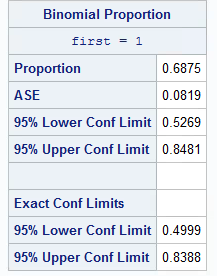 Binomial Proportion
first = 1
Proportion 0.6875
ASE 0.0819
95% Lower Conf Limit 0.5269
95% Upper Conf Limit 0.8481
Exact Conf Limits
95% Lower Conf Limit 0.4999
95% Upper Conf Limit 0.8388